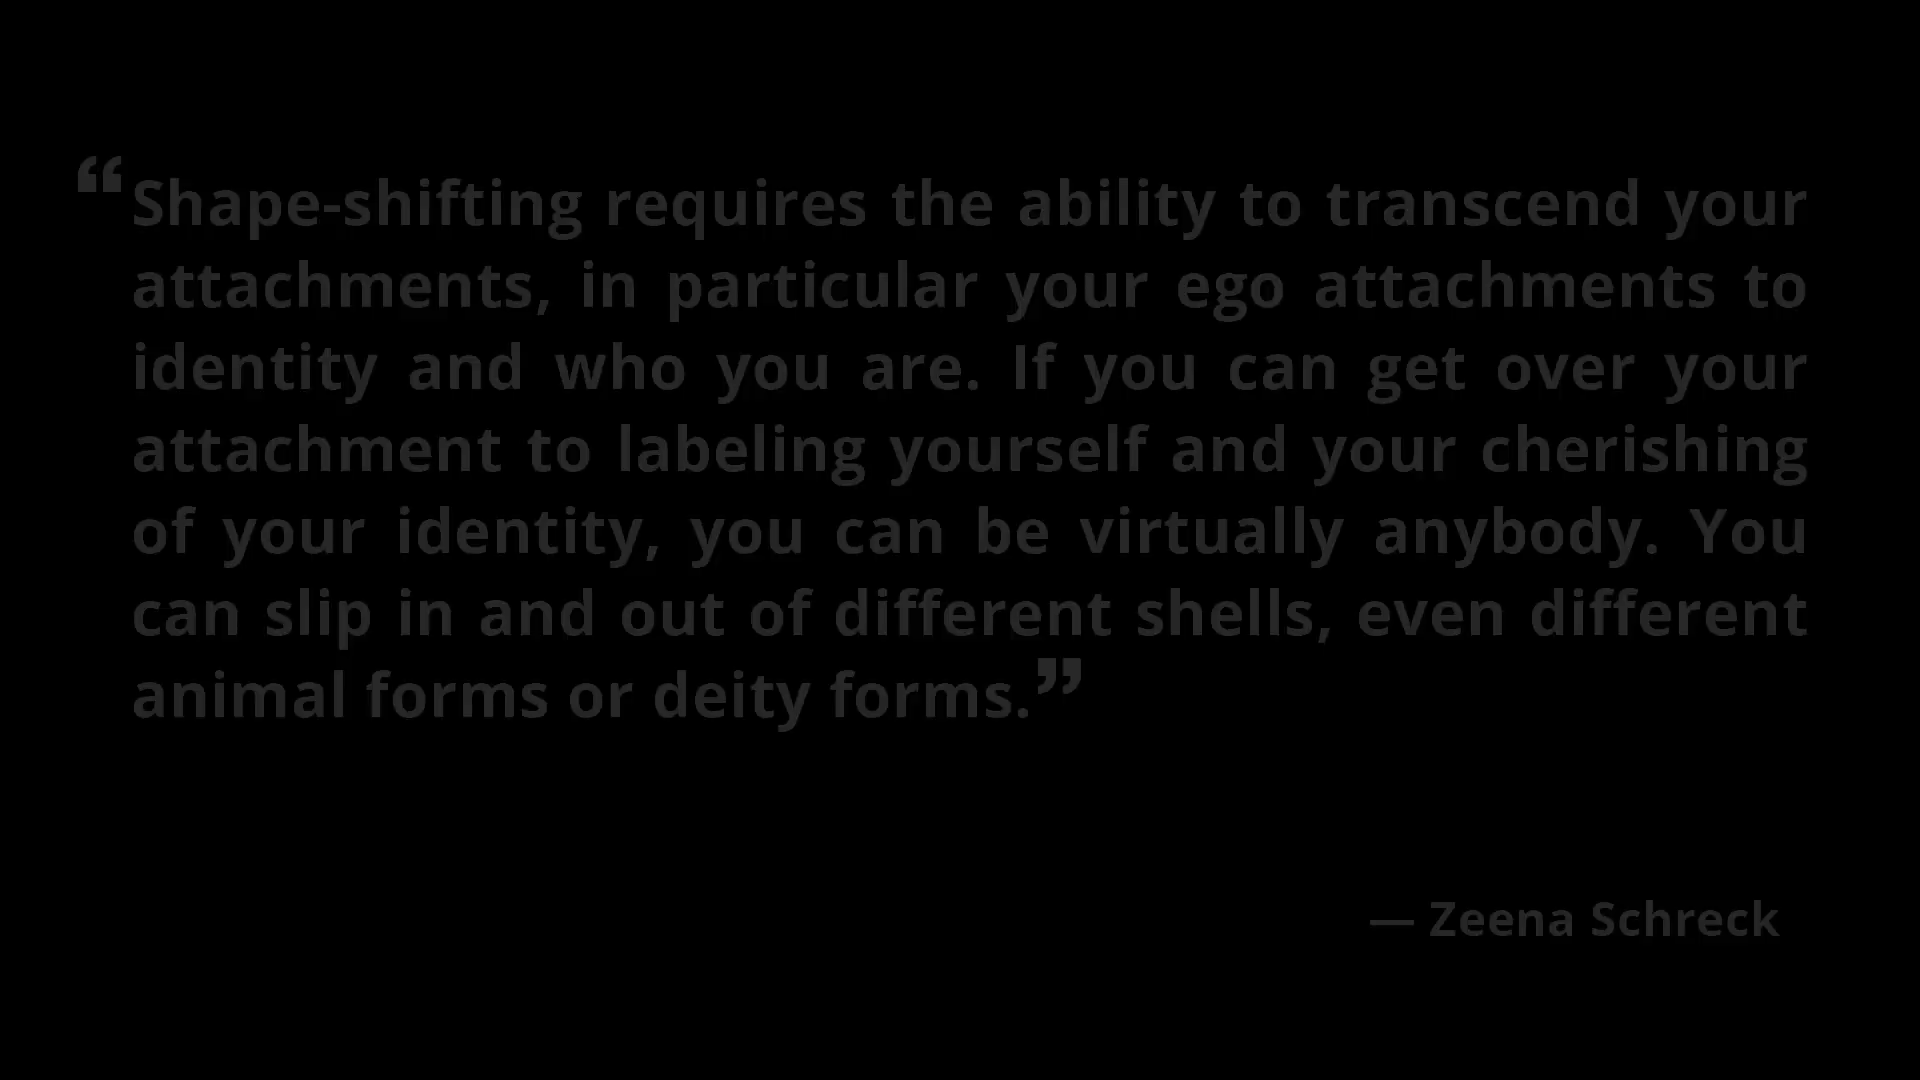 “Shape-shifting requires the ability to transcend your
attachments, in particular your ego attachments to
identity and who you are. If you can get over your
attachment to labeling yourself and your cherishing
of your identity, you can be virtually anybody. You
can slip in and out of different shells, even different
animal forms or deity forms.”
— Zeena Schreck